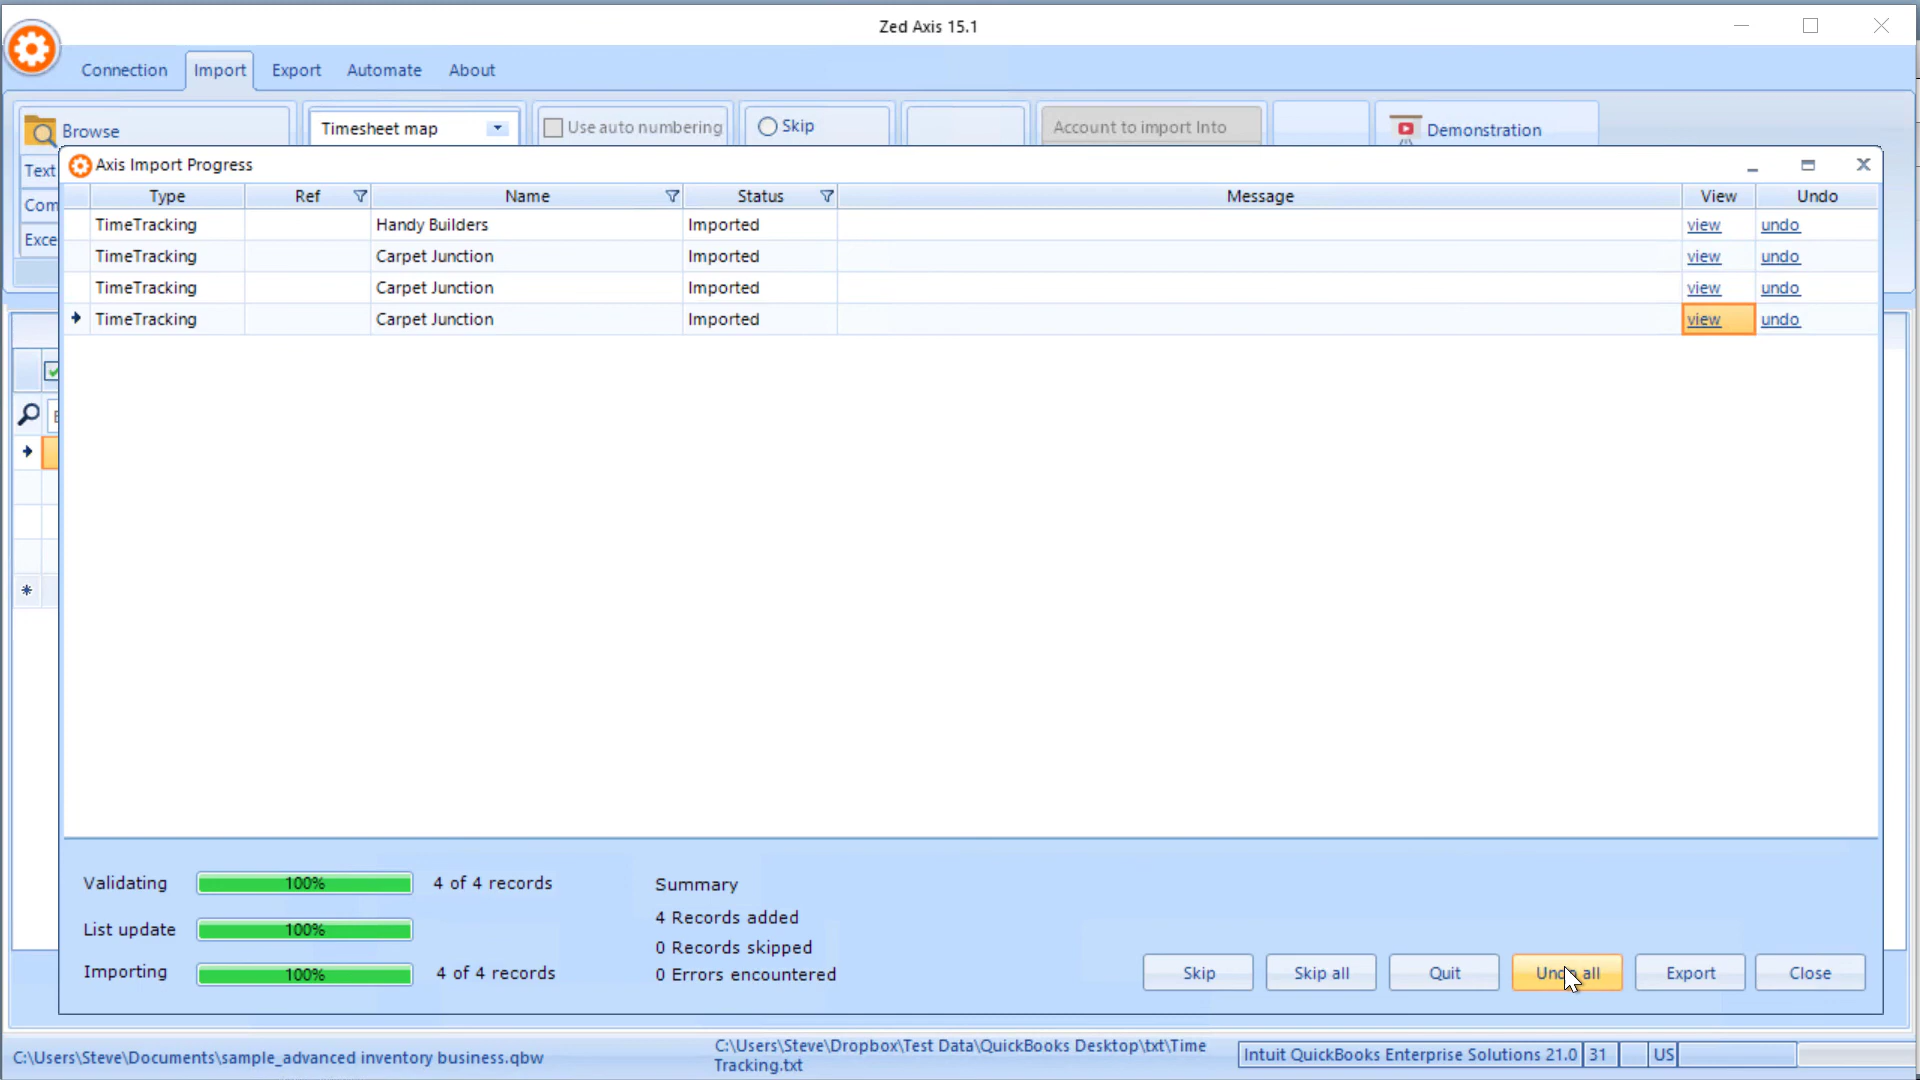 Zed Axis 15.1
Connection Import Export Automate About
Browse
Timesheet map
Use auto numbering
Skip
Account to import Into
Demonstration
Text
Com
Exce
Axis Import Progress
Type Ref Name Status Message View Undo
TimeTracking Handy Builders Imported view undo
TimeTracking Carpet Junction Imported view undo
TimeTracking Carpet Junction Imported view undo
TimeTracking Carpet Junction Imported view undo
Validating 100% 4 of 4 records
List update 100%
Importing 100% 4 of 4 records
Summary
4 Records added
0 Records skipped
0 Errors encountered
Skip Skip all Quit Undo all Export Close
C:\Users\Steve\Documents\sample_advanced inventory business.qbw
C:\Users\Steve\Dropbox\Test Data\QuickBooks Desktop\txt\Time
Tracking.txt
Intuit QuickBooks Enterprise Solutions 21.0 31 US